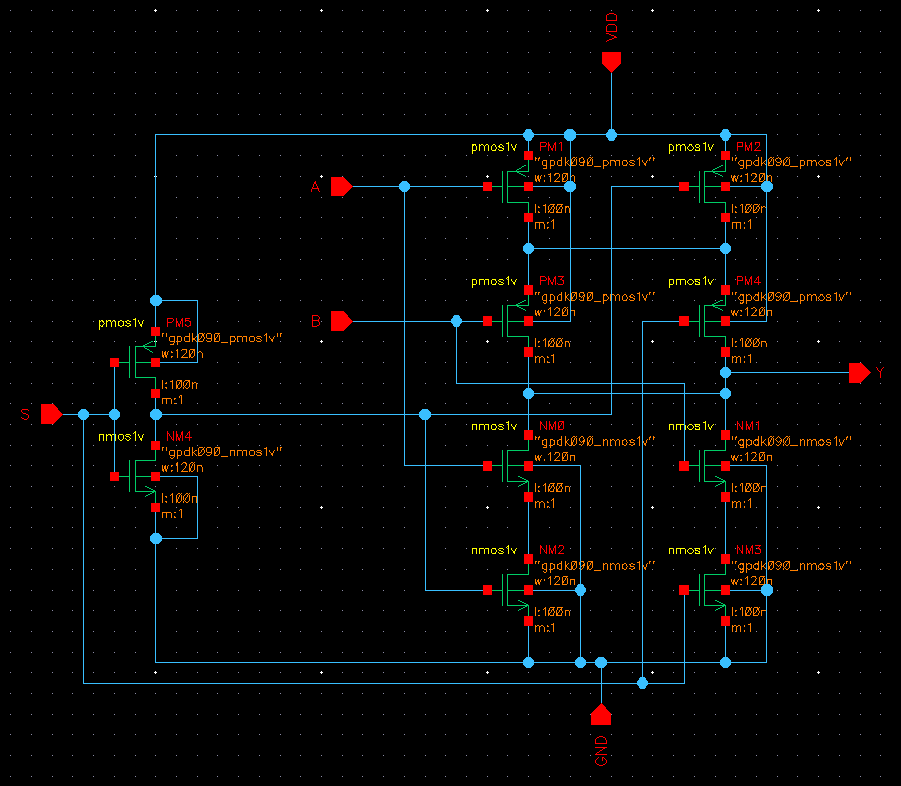 VDD
pmos1v PM1
"gpdk090_pmos1v"
w:120n
l:100n
m:1
pmos1v PM2
"gpdk090_pmos1v"
w:120n
l:100n
m:1
A
pmos1v PM3
"gpdk090_pmos1v"
w:120n
l:100n
m:1
pmos1v PM4
"gpdk090_pmos1v"
w:120n
l:100n
m:1
B
pmos1v PM5
"gpdk090_pmos1v"
w:120n
l:100n
m:1
Y
S
nmos1v NM4
"gpdk090_nmos1v"
w:120n
l:100n
m:1
nmos1v NM0
"gpdk090_nmos1v"
w:120n
l:100n
m:1
nmos1v NM1
"gpdk090_nmos1v"
w:120n
l:100n
m:1
nmos1v NM2
"gpdk090_nmos1v"
w:120n
l:100n
m:1
nmos1v NM3
"gpdk090_nmos1v"
w:120n
l:100n
m:1
GND